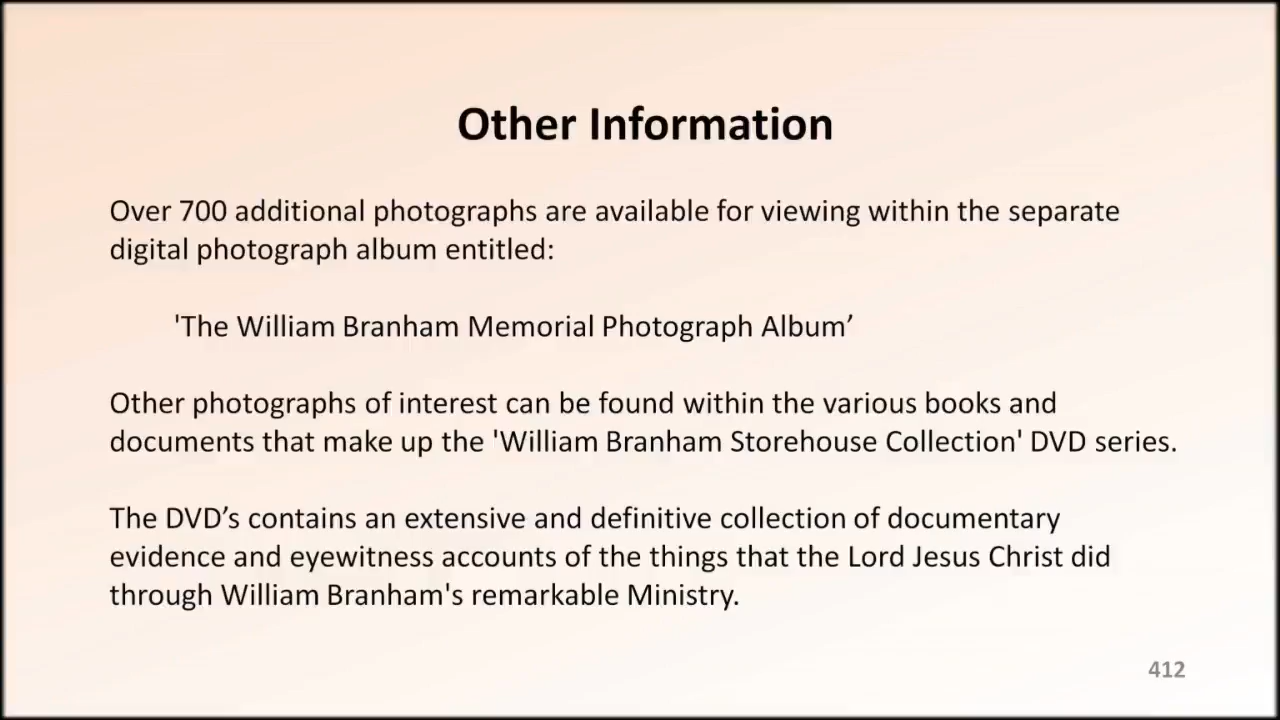 Other Information
Over 700 additional photographs are available for viewing within the separate
digital photograph album entitled:
'The William Branham Memorial Photograph Album’
Other photographs of interest can be found within the various books and
documents that make up the 'William Branham Storehouse Collection' DVD series.
The DVD’s contains an extensive and definitive collection of documentary
evidence and eyewitness accounts of the things that the Lord Jesus Christ did
through William Branham's remarkable Ministry.
412